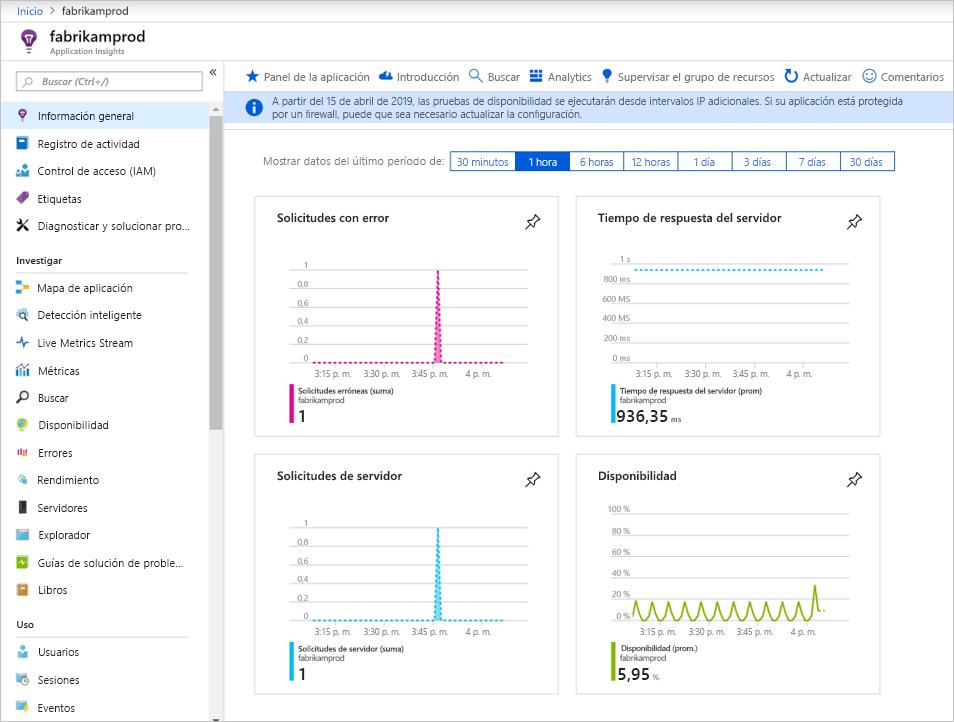 Inicio > fabrikamprod
fabrikamprod
Application Insights
Buscar (Ctrl+/)
«
Información general
Registro de actividad
Control de acceso (IAM)
Etiquetas
Diagnosticar y solucionar pro...
Investigar
Mapa de aplicación
Detección inteligente
Live Metrics Stream
Métricas
Buscar
Disponibilidad
Errores
Rendimiento
Servidores
Explorador
Guías de solución de proble...
Libros
Uso
Usuarios
Sesiones
Eventos
Panel de la aplicación Introducción Buscar Analytics Supervisar el grupo de recursos Actualizar Comentarios
A partir del 15 de abril de 2019, las pruebas de disponibilidad se ejecutarán desde intervalos IP adicionales. Si su aplicación está protegida
por un firewall, puede que sea necesario actualizar la configuración.
Mostrar datos del último período de: 30 minutos 1 hora 6 horas 12 horas 1 día 3 días 7 días 30 días
Solicitudes con error
1
0,8
0,6
0,4
0,2
0
3:15 p. m. 3:30 p. m. 3:45 p. m. 4 p. m.
Solicitudes erróneas (suma)
fabrikamprod
1
Tiempo de respuesta del servidor
1 s
800 ms
600 MS
400 MS
200 ms
0 ms
3:15 p. m. 3:30 p. m. 3:45 p. m. 4 p. m.
Tiempo de respuesta del servidor (prom)
fabrikamprod
936,35 ms
Solicitudes de servidor
1
0,8
0,6
0,4
0,2
0
3:15 p. m. 3:30 p. m. 3:45 p. m. 4 p. m.
Solicitudes de servidor (suma)
fabrikamprod
1
Disponibilidad
100 %
80 %
60 %
40 %
20 %
0 %
3:15 p. m. 3:30 p. m. 3:45 p. m. 4 p. m.
Disponibilidad (prom.)
fabrikamprod
5,95 %